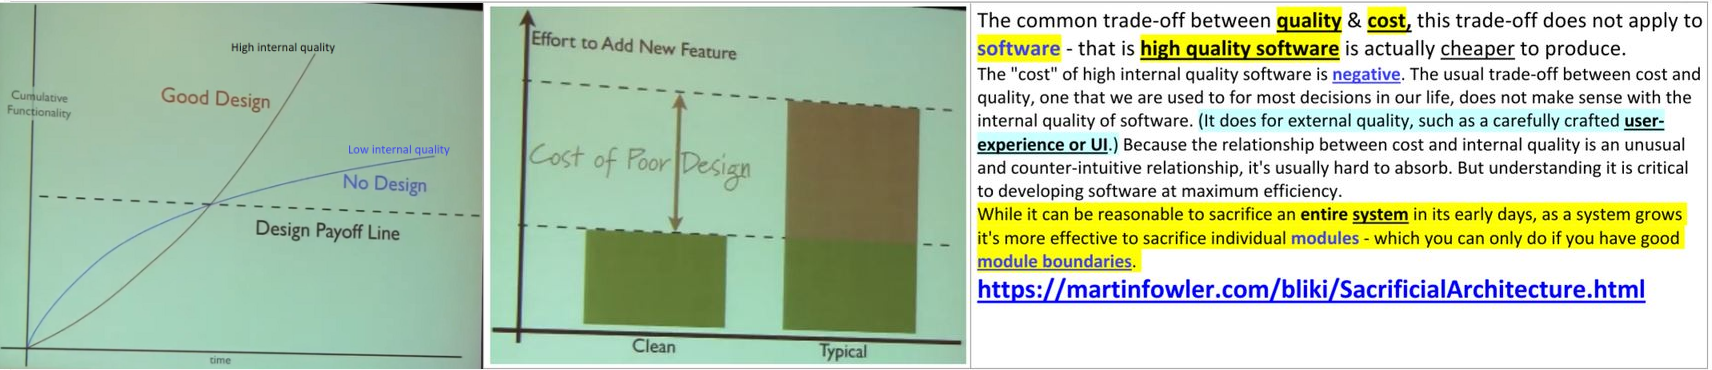 High internal quality
Good Design
Cumulative
Functionality
Low internal quality
No Design
Design Payoff Line
time
Effort to Add New Feature
Cost of Poor Design
Clean
Typical
The common trade-off between quality & cost, this trade-off does not apply to
software - that is high quality software is actually cheaper to produce.
The "cost" of high internal quality software is negative. The usual trade-off between cost and
quality, one that we are used to for most decisions in our life, does not make sense with the
internal quality of software. (It does for external quality, such as a carefully crafted user-
experience or UI.) Because the relationship between cost and internal quality is an unusual
and counter-intuitive relationship, it's usually hard to absorb. But understanding it is critical
to developing software at maximum efficiency.
While it can be reasonable to sacrifice an entire system in its early days, as a system grows
it's more effective to sacrifice individual modules - which you can only do if you have good
module boundaries.
https://martinfowler.com/bliki/SacrificialArchitecture.html